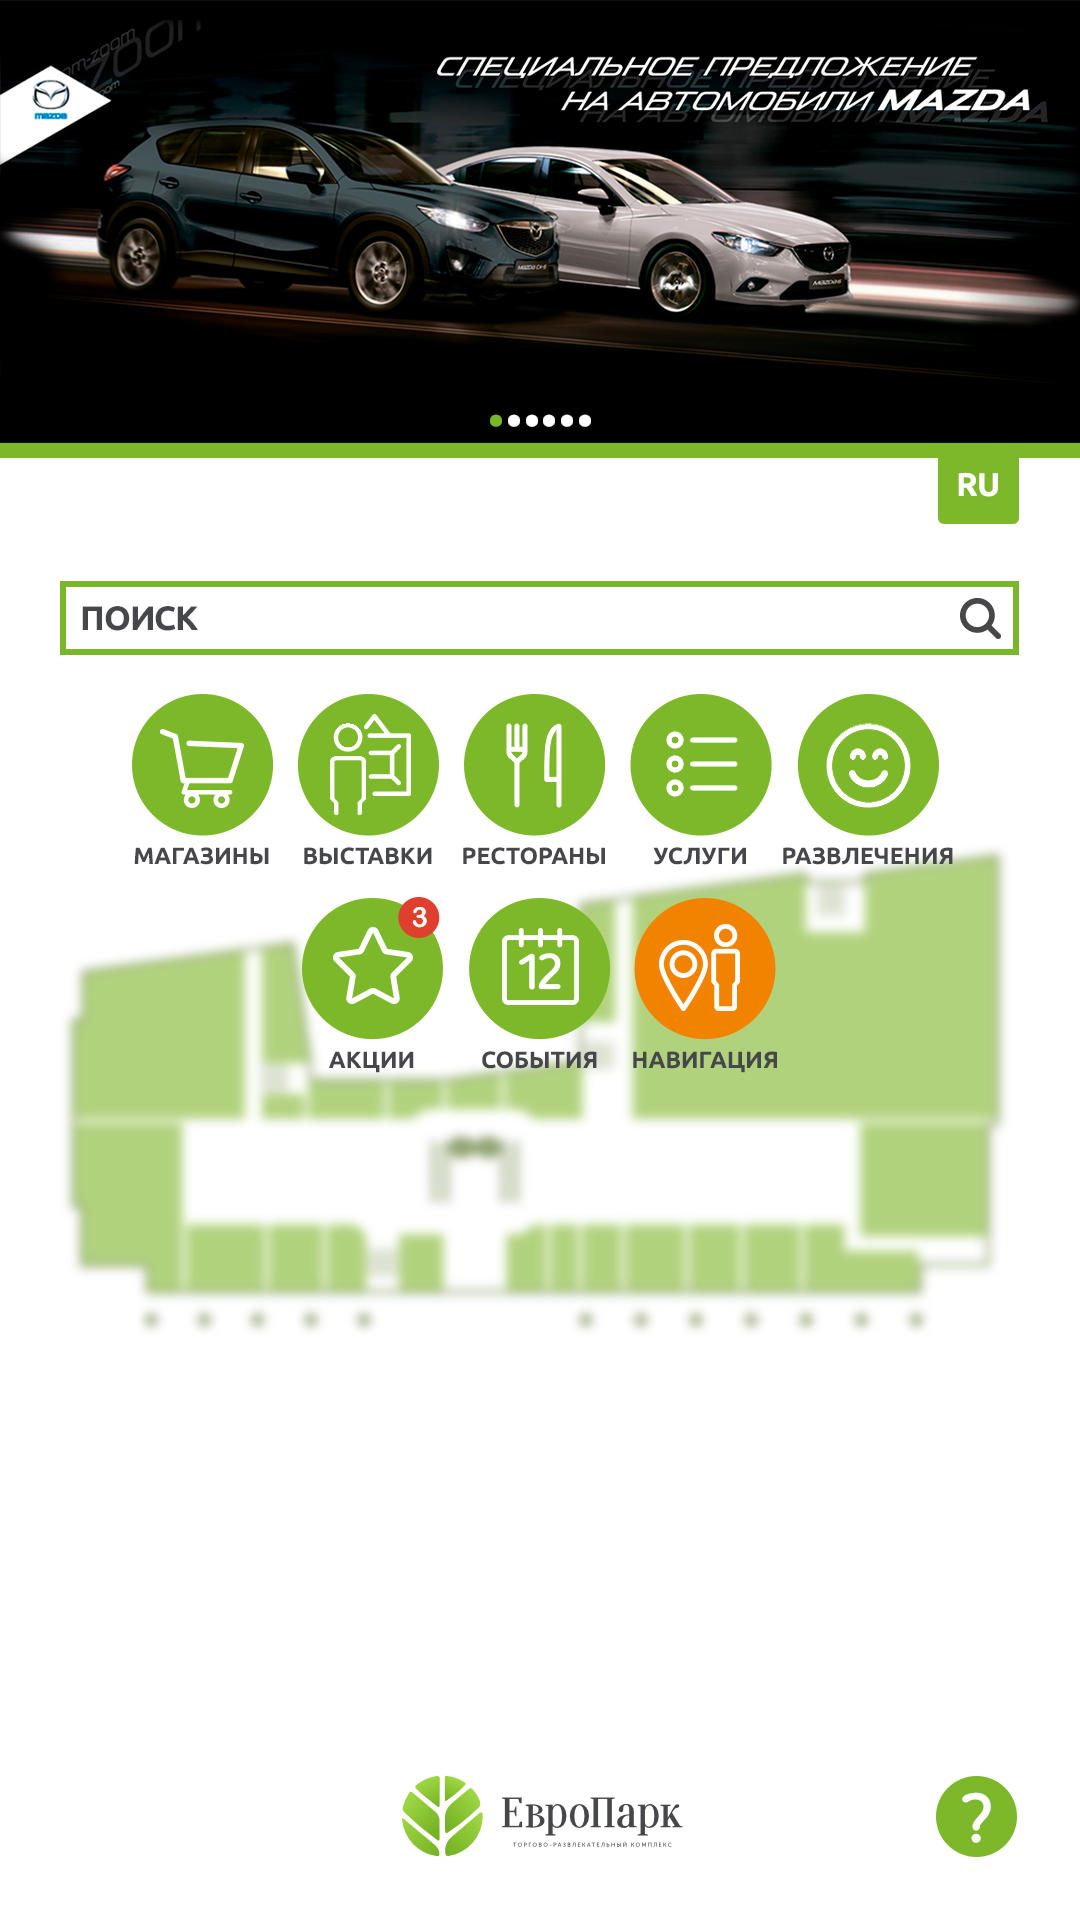 СПЕЦИАЛЬНОЕ ПРЕДЛОЖЕНИЕ
НА АВТОМОБИЛИ MAZDA
mazda
RU
ПОИСК
МАГАЗИНЫ
ВЫСТАВКИ
РЕСТОРАНЫ
УСЛУГИ
РАЗВЛЕЧЕНИЯ
3
12
АКЦИИ
СОБЫТИЯ
НАВИГАЦИЯ
ЕвроПарк
ТОРГОВО-РАЗВЛЕКАТЕЛЬНЫЙ КОМПЛЕКС
?